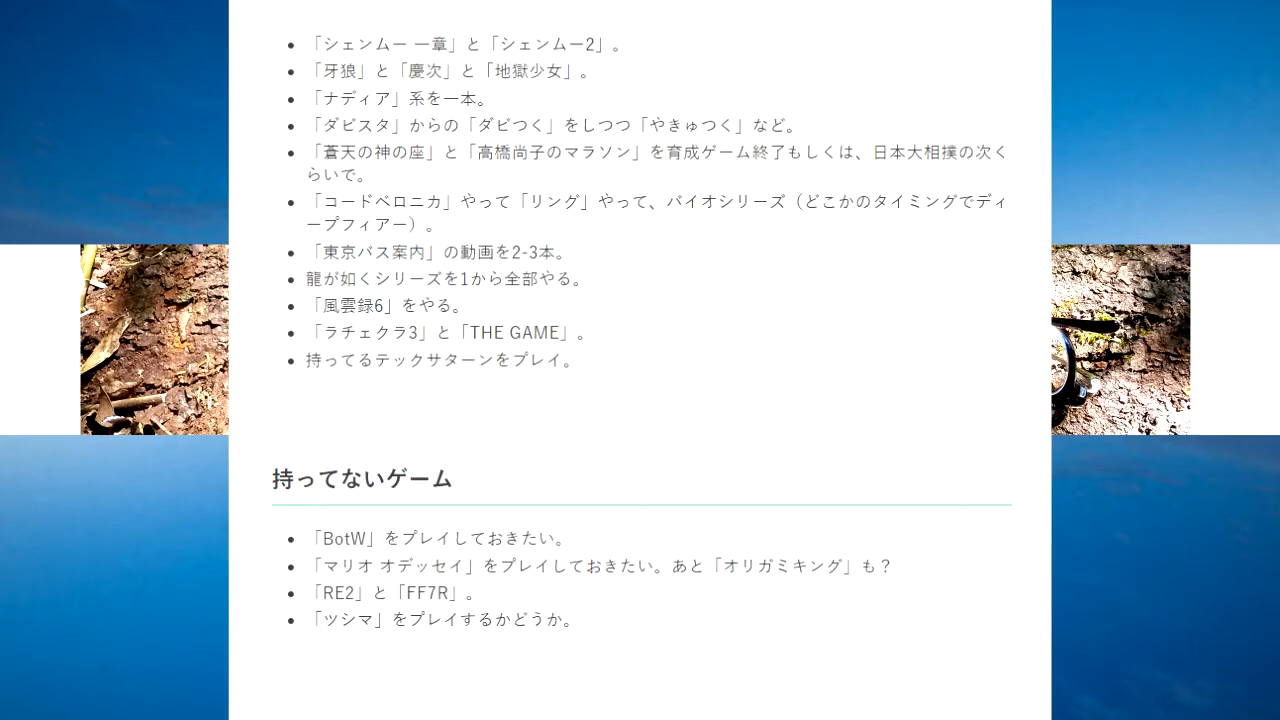 「シェンムー 一章」と「シェンムー2」。
「牙狼」と「慶次」と「地獄少女」。
「ナディア」系を一本。
「ダビスタ」からの「ダビつく」をしつつ「やきゅつく」など。
「蒼天の神の座」と「高橋尚子のマラソン」を育成ゲーム終了もしくは、日本大相撲の次く
らいで。
「コードベロニカ」やって「リング」やって、バイオシリーズ（どこかのタイミングでディ
ープフィアー）。
「東京バス案内」の動画を2-3本。
龍が如くシリーズを1から全部やる。
「風雲録6」をやる。
「ラチェクラ3」と「THE GAME」。
持ってるテックサターンをプレイ。
持ってないゲーム
「BotW」をプレイしておきたい。
「マリオ オデッセイ」をプレイしておきたい。あと「オリガミキング」も？
「RE2」と「FF7R」。
「ツシマ」をプレイするかどうか。